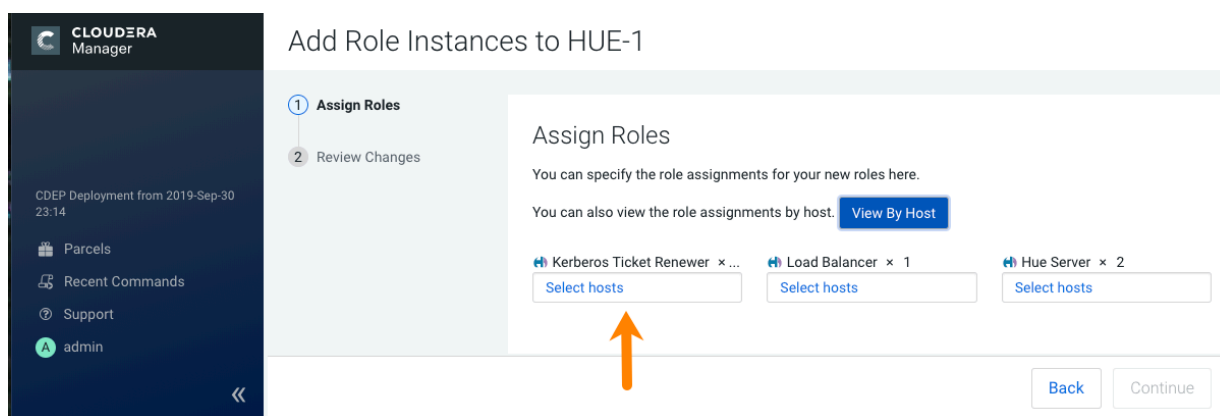 CLOUDERA
Manager
Add Role Instances to HUE-1
1 Assign Roles
2 Review Changes
CDEP Deployment from 2019-Sep-30
23:14
Parcels
Recent Commands
Support
A admin
«
Assign Roles
You can specify the role assignments for your new roles here.
You can also view the role assignments by host. View By Host
Kerberos Ticket Renewer × ... Load Balancer × 1 Hue Server × 2
Select hosts Select hosts Select hosts
Back Continue